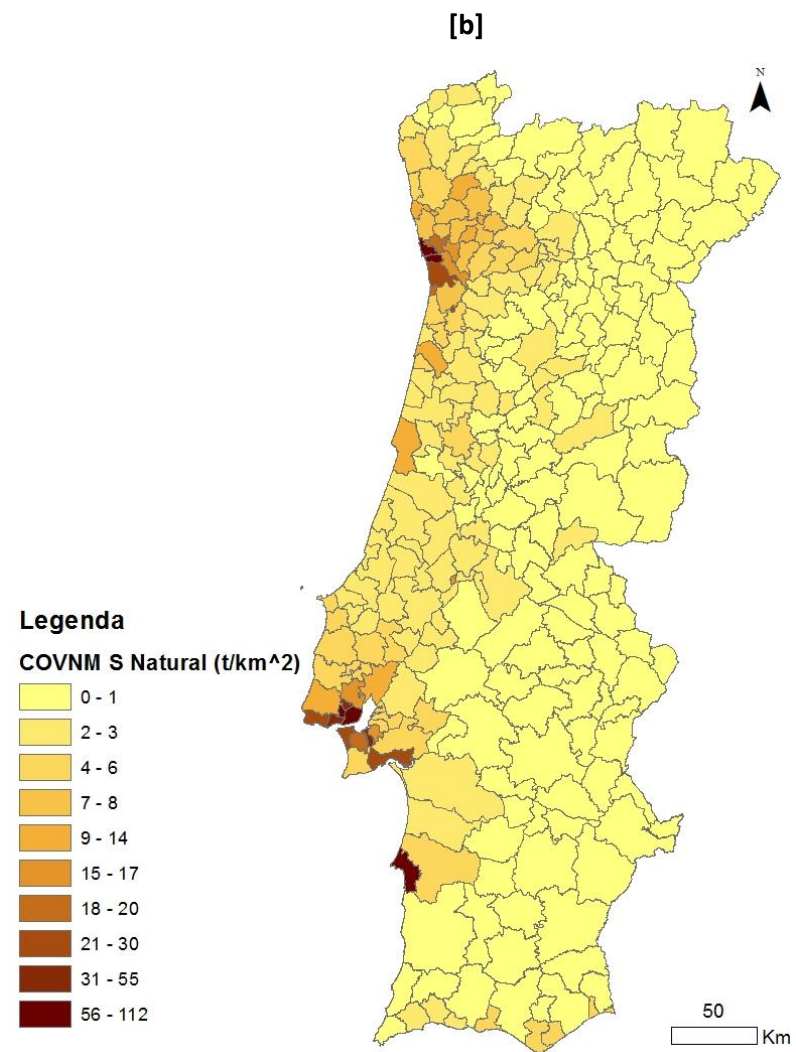 [b]
N
Legenda
COVNM S Natural (t/km^2)
0 - 1
2 - 3
4 - 6
7 - 8
9 - 14
15 - 17
18 - 20
21 - 30
31 - 55
56 - 112
50
Km